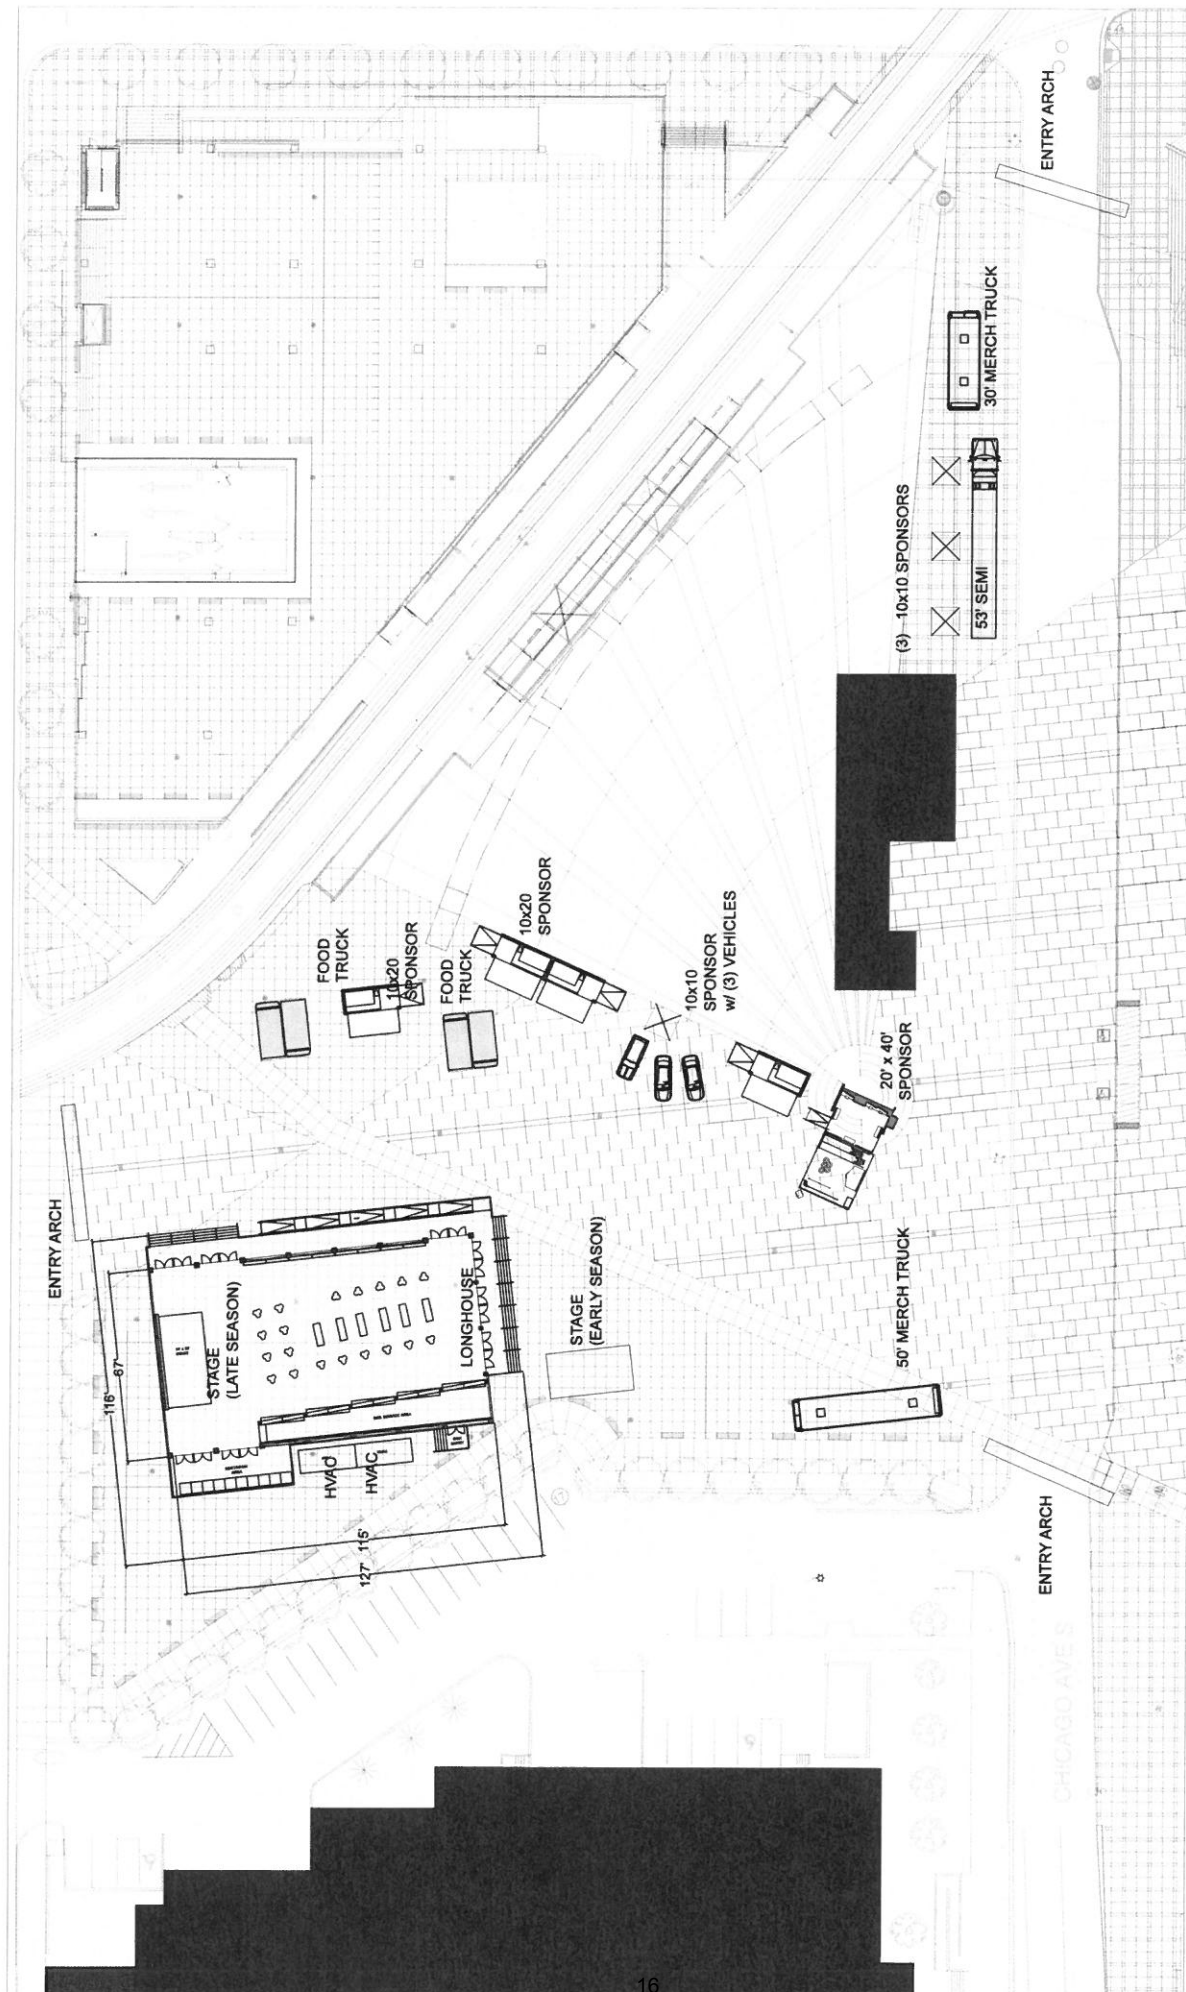 ENTRY ARCH
30' MERCH TRUCK
(3) 10x10 SPONSORS
53' SEMI
FOOD
TRUCK
10x20
SPONSOR
FOOD
TRUCK
10x20
SPONSOR
10x10
SPONSOR
w/ (3) VEHICLES
20' x 40'
SPONSOR
ENTRY ARCH
STAGE
(LATE SEASON)
LONGHOUSE
STAGE
(EARLY SEASON)
50' MERCH TRUCK
67'
116'
HVAC
HVAC
115'
127'
ENTRY ARCH
CHICAGO AVE S
16